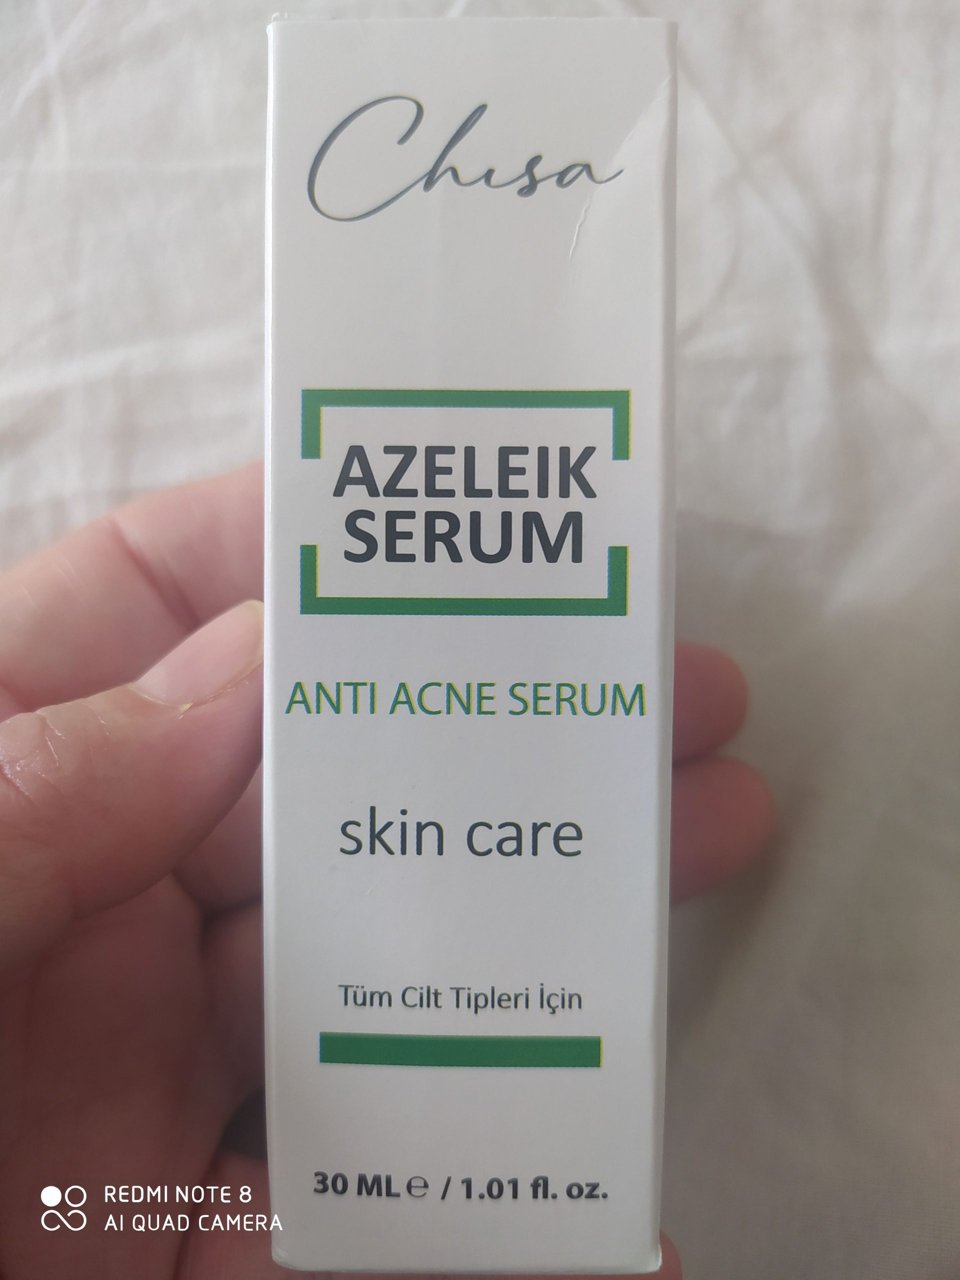 Chısa
AZELEIK
SERUM
ANTI ACNE SERUM
skin care
Tüm Cilt Tipleri İçin
30 ML ℮ / 1.01 fl. oz.
REDMI NOTE 8
AI QUAD CAMERA